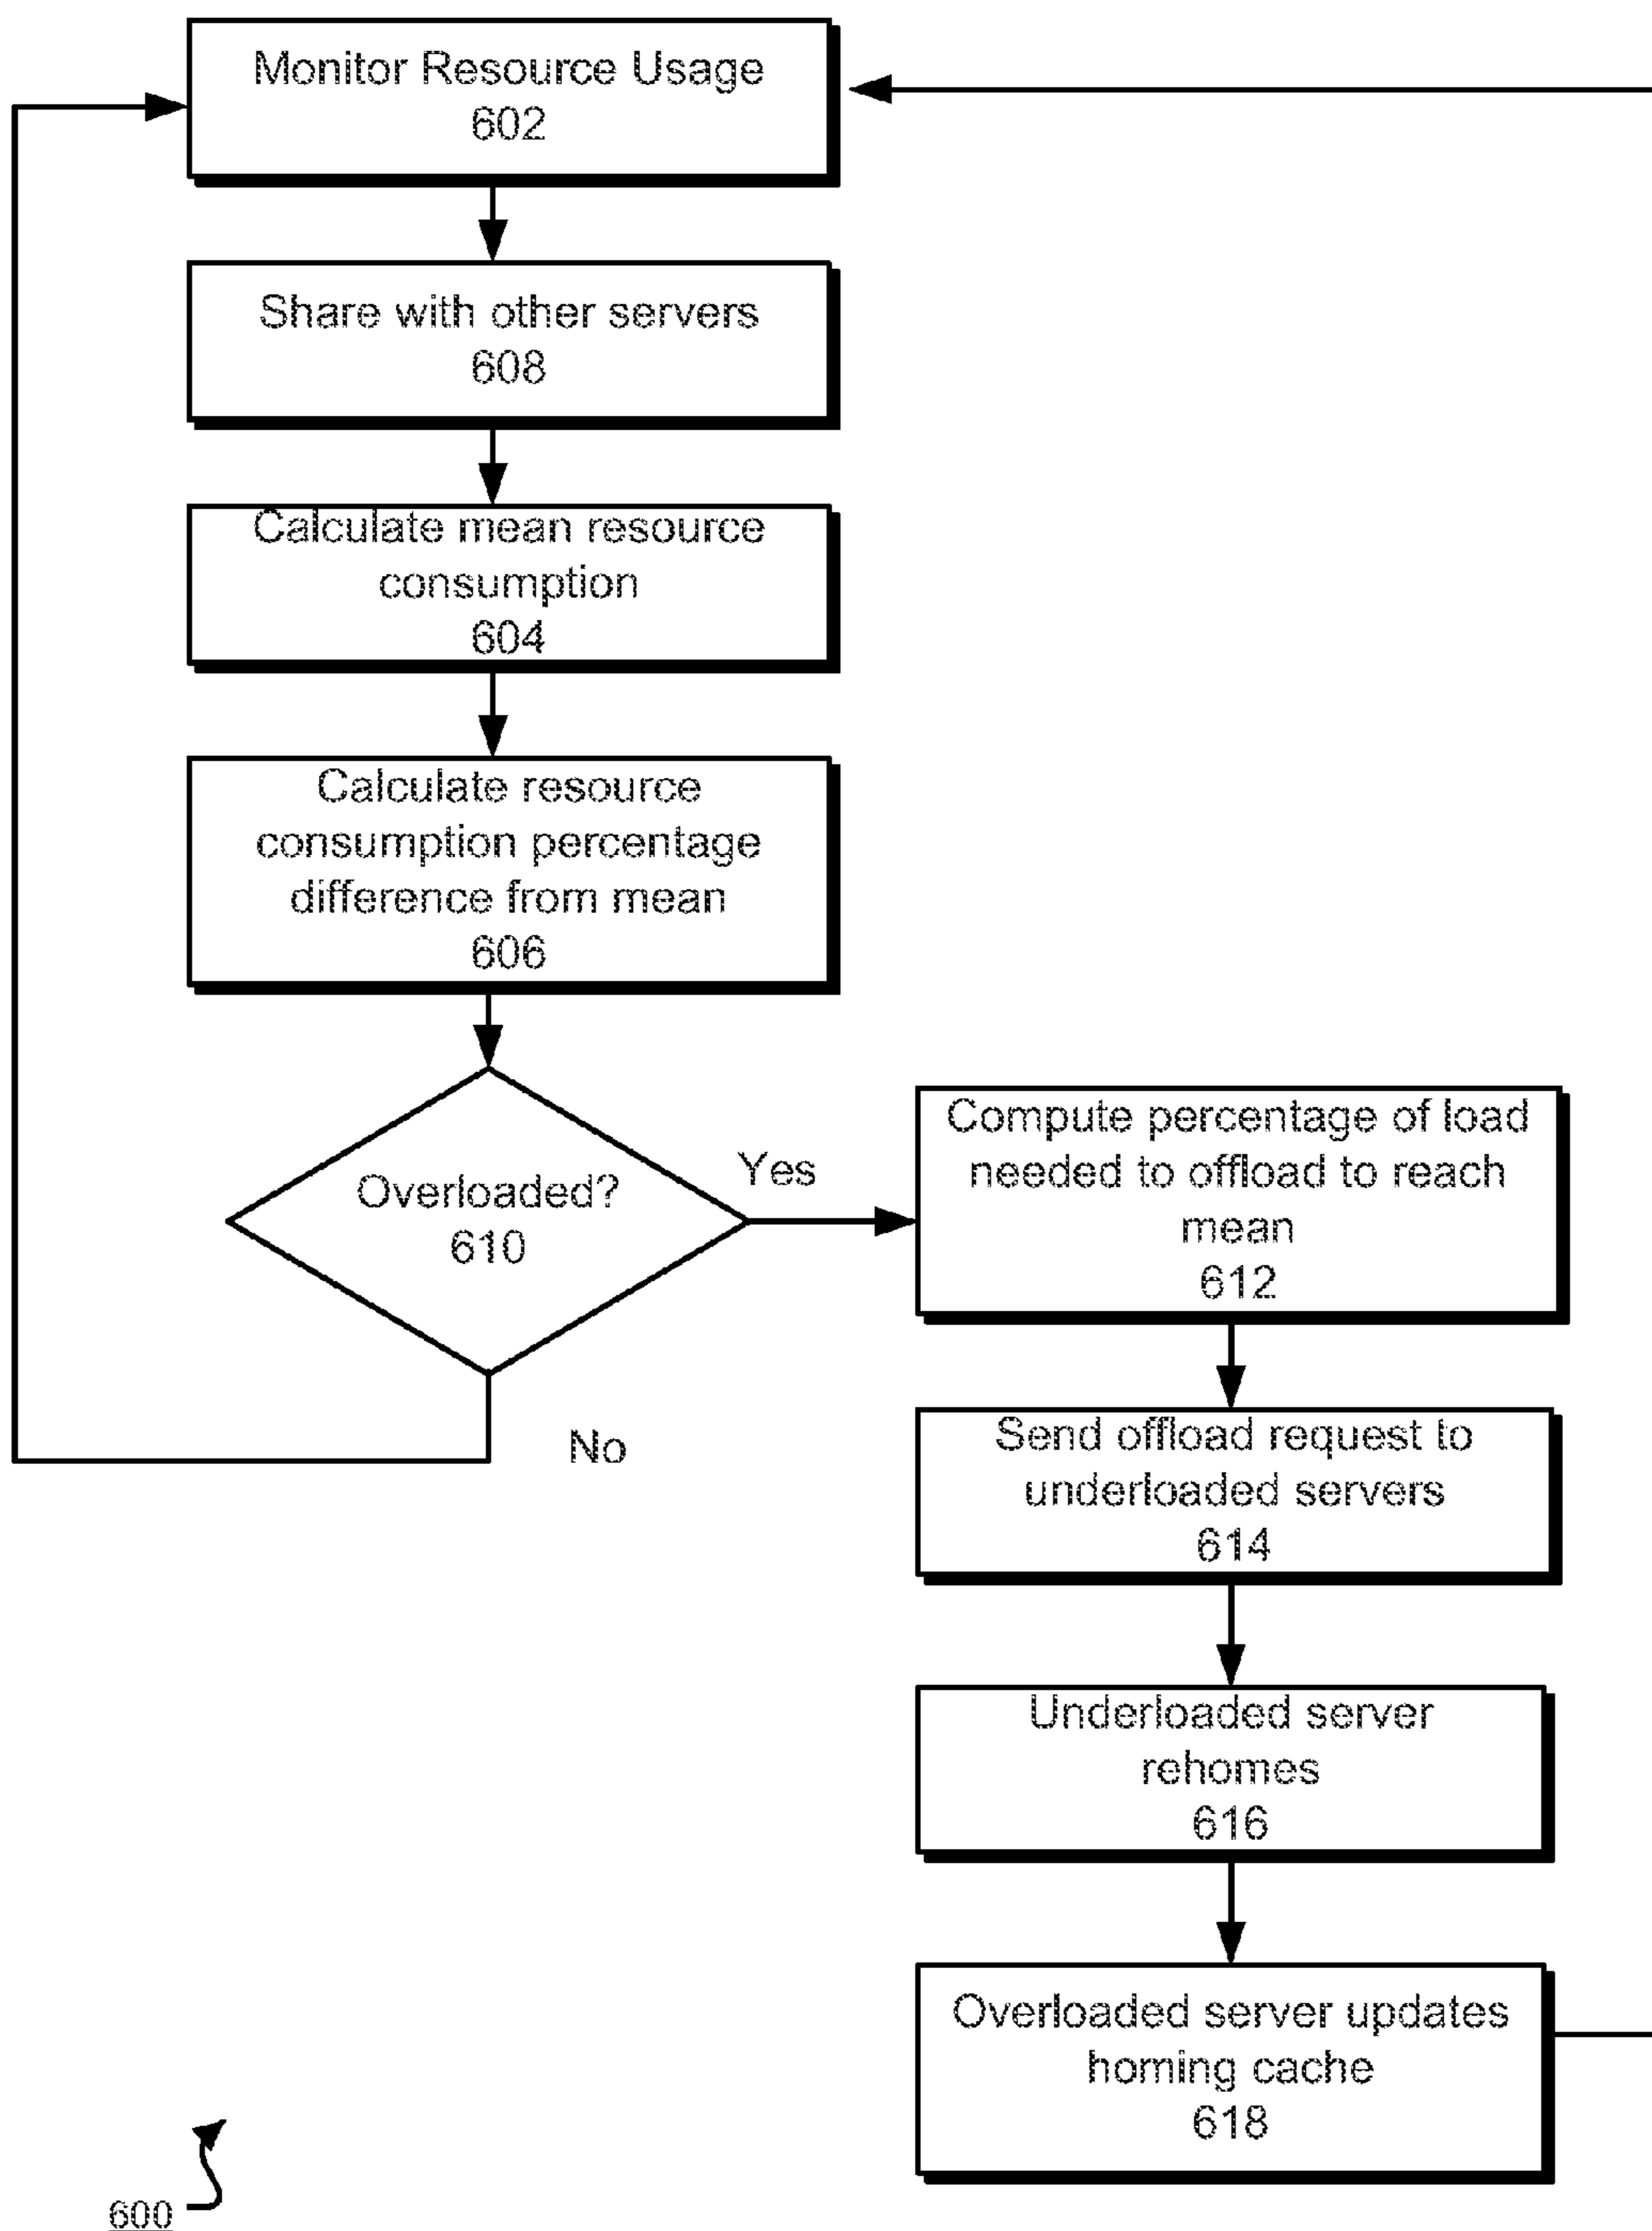 Monitor Resource Usage
602
Share with other servers
608
Calculate mean resource
consumption
604
Calculate resource
consumption percentage
difference from mean
606
Overloaded?
610
Yes
No
Compute percentage of load
needed to offload to reach
mean
612
Send offload request to
underloaded servers
614
Underloaded server
rehomes
616
Overloaded server updates
homing cache
618
600